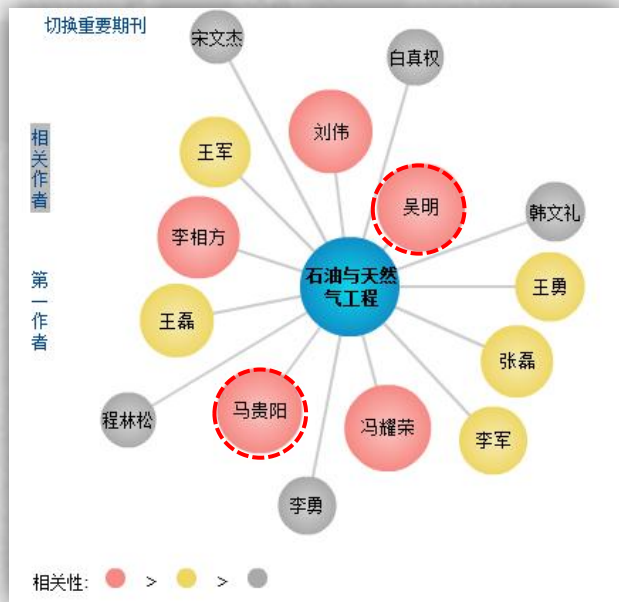 切换重要期刊
宋文杰
白真权
刘伟
王军
相关作者
吴明
韩文礼
李相方
石油与天然
气工程
第一作者
王勇
王磊
张磊
马贵阳
程林松
冯耀荣
李军
李勇
相关性: > >